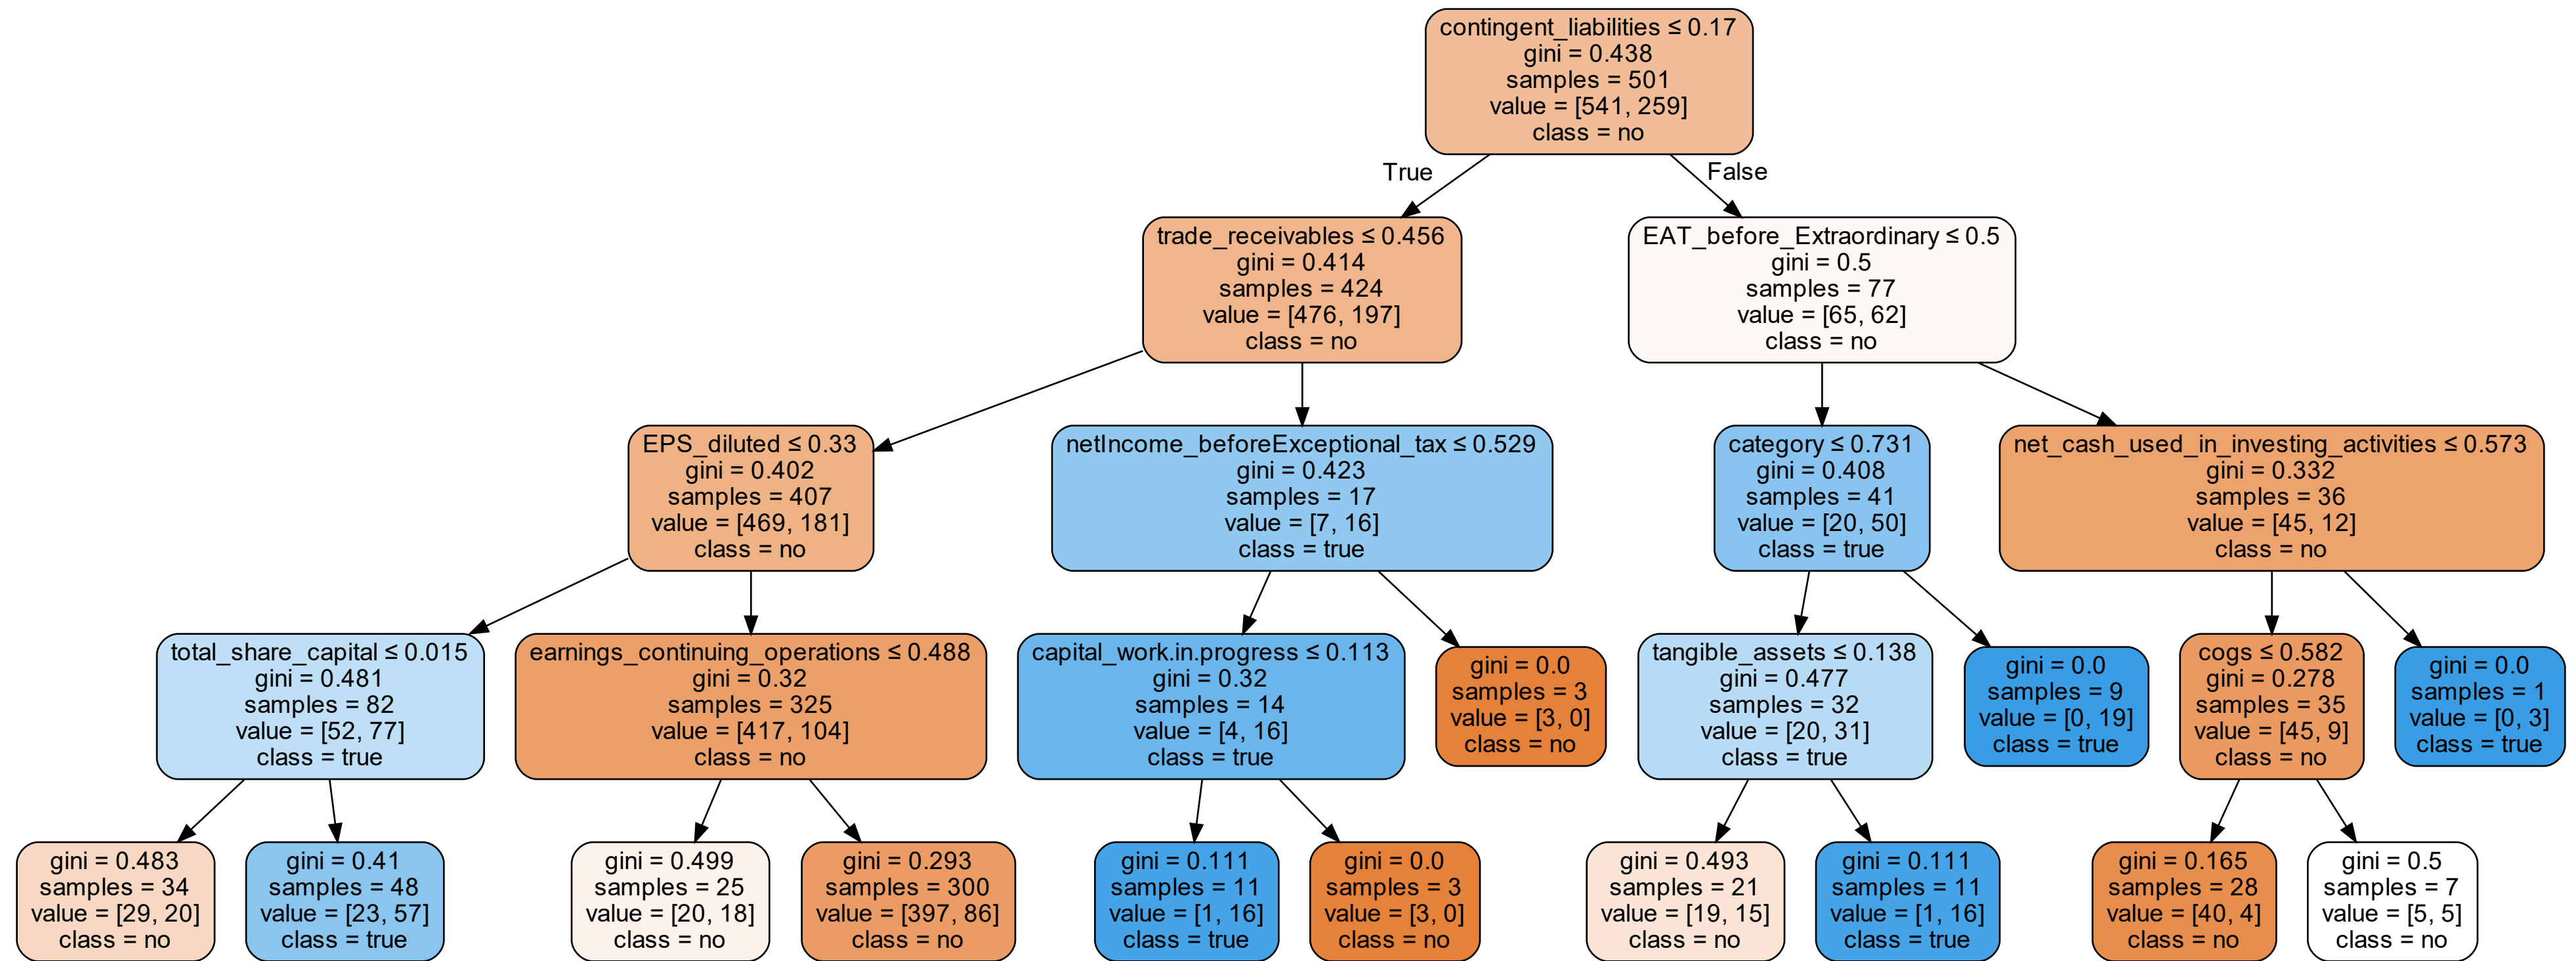 contingent_liabilities ≤ 0.17
gini = 0.438
samples = 501
value = [541, 259]
class = no
True
False
trade_receivables ≤ 0.456
gini = 0.414
samples = 424
value = [476, 197]
class = no
EAT_before_Extraordinary ≤ 0.5
gini = 0.5
samples = 77
value = [65, 62]
class = no
EPS_diluted ≤ 0.33
gini = 0.402
samples = 407
value = [469, 181]
class = no
netIncome_beforeExceptional_tax ≤ 0.529
gini = 0.423
samples = 17
value = [7, 16]
class = true
category ≤ 0.731
gini = 0.408
samples = 41
value = [20, 50]
class = true
net_cash_used_in_investing_activities ≤ 0.573
gini = 0.332
samples = 36
value = [45, 12]
class = no
total_share_capital ≤ 0.015
gini = 0.481
samples = 82
value = [52, 77]
class = true
earnings_continuing_operations ≤ 0.488
gini = 0.32
samples = 325
value = [417, 104]
class = no
capital_work.in.progress ≤ 0.113
gini = 0.32
samples = 14
value = [4, 16]
class = true
gini = 0.0
samples = 3
value = [3, 0]
class = no
tangible_assets ≤ 0.138
gini = 0.477
samples = 32
value = [20, 31]
class = true
gini = 0.0
samples = 9
value = [0, 19]
class = true
cogs ≤ 0.582
gini = 0.278
samples = 35
value = [45, 9]
class = no
gini = 0.0
samples = 1
value = [0, 3]
class = true
gini = 0.483
samples = 34
value = [29, 20]
class = no
gini = 0.41
samples = 48
value = [23, 57]
class = true
gini = 0.499
samples = 25
value = [20, 18]
class = no
gini = 0.293
samples = 300
value = [397, 86]
class = no
gini = 0.111
samples = 11
value = [1, 16]
class = true
gini = 0.0
samples = 3
value = [3, 0]
class = no
gini = 0.493
samples = 21
value = [19, 15]
class = no
gini = 0.111
samples = 11
value = [1, 16]
class = true
gini = 0.165
samples = 28
value = [40, 4]
class = no
gini = 0.5
samples = 7
value = [5, 5]
class = no